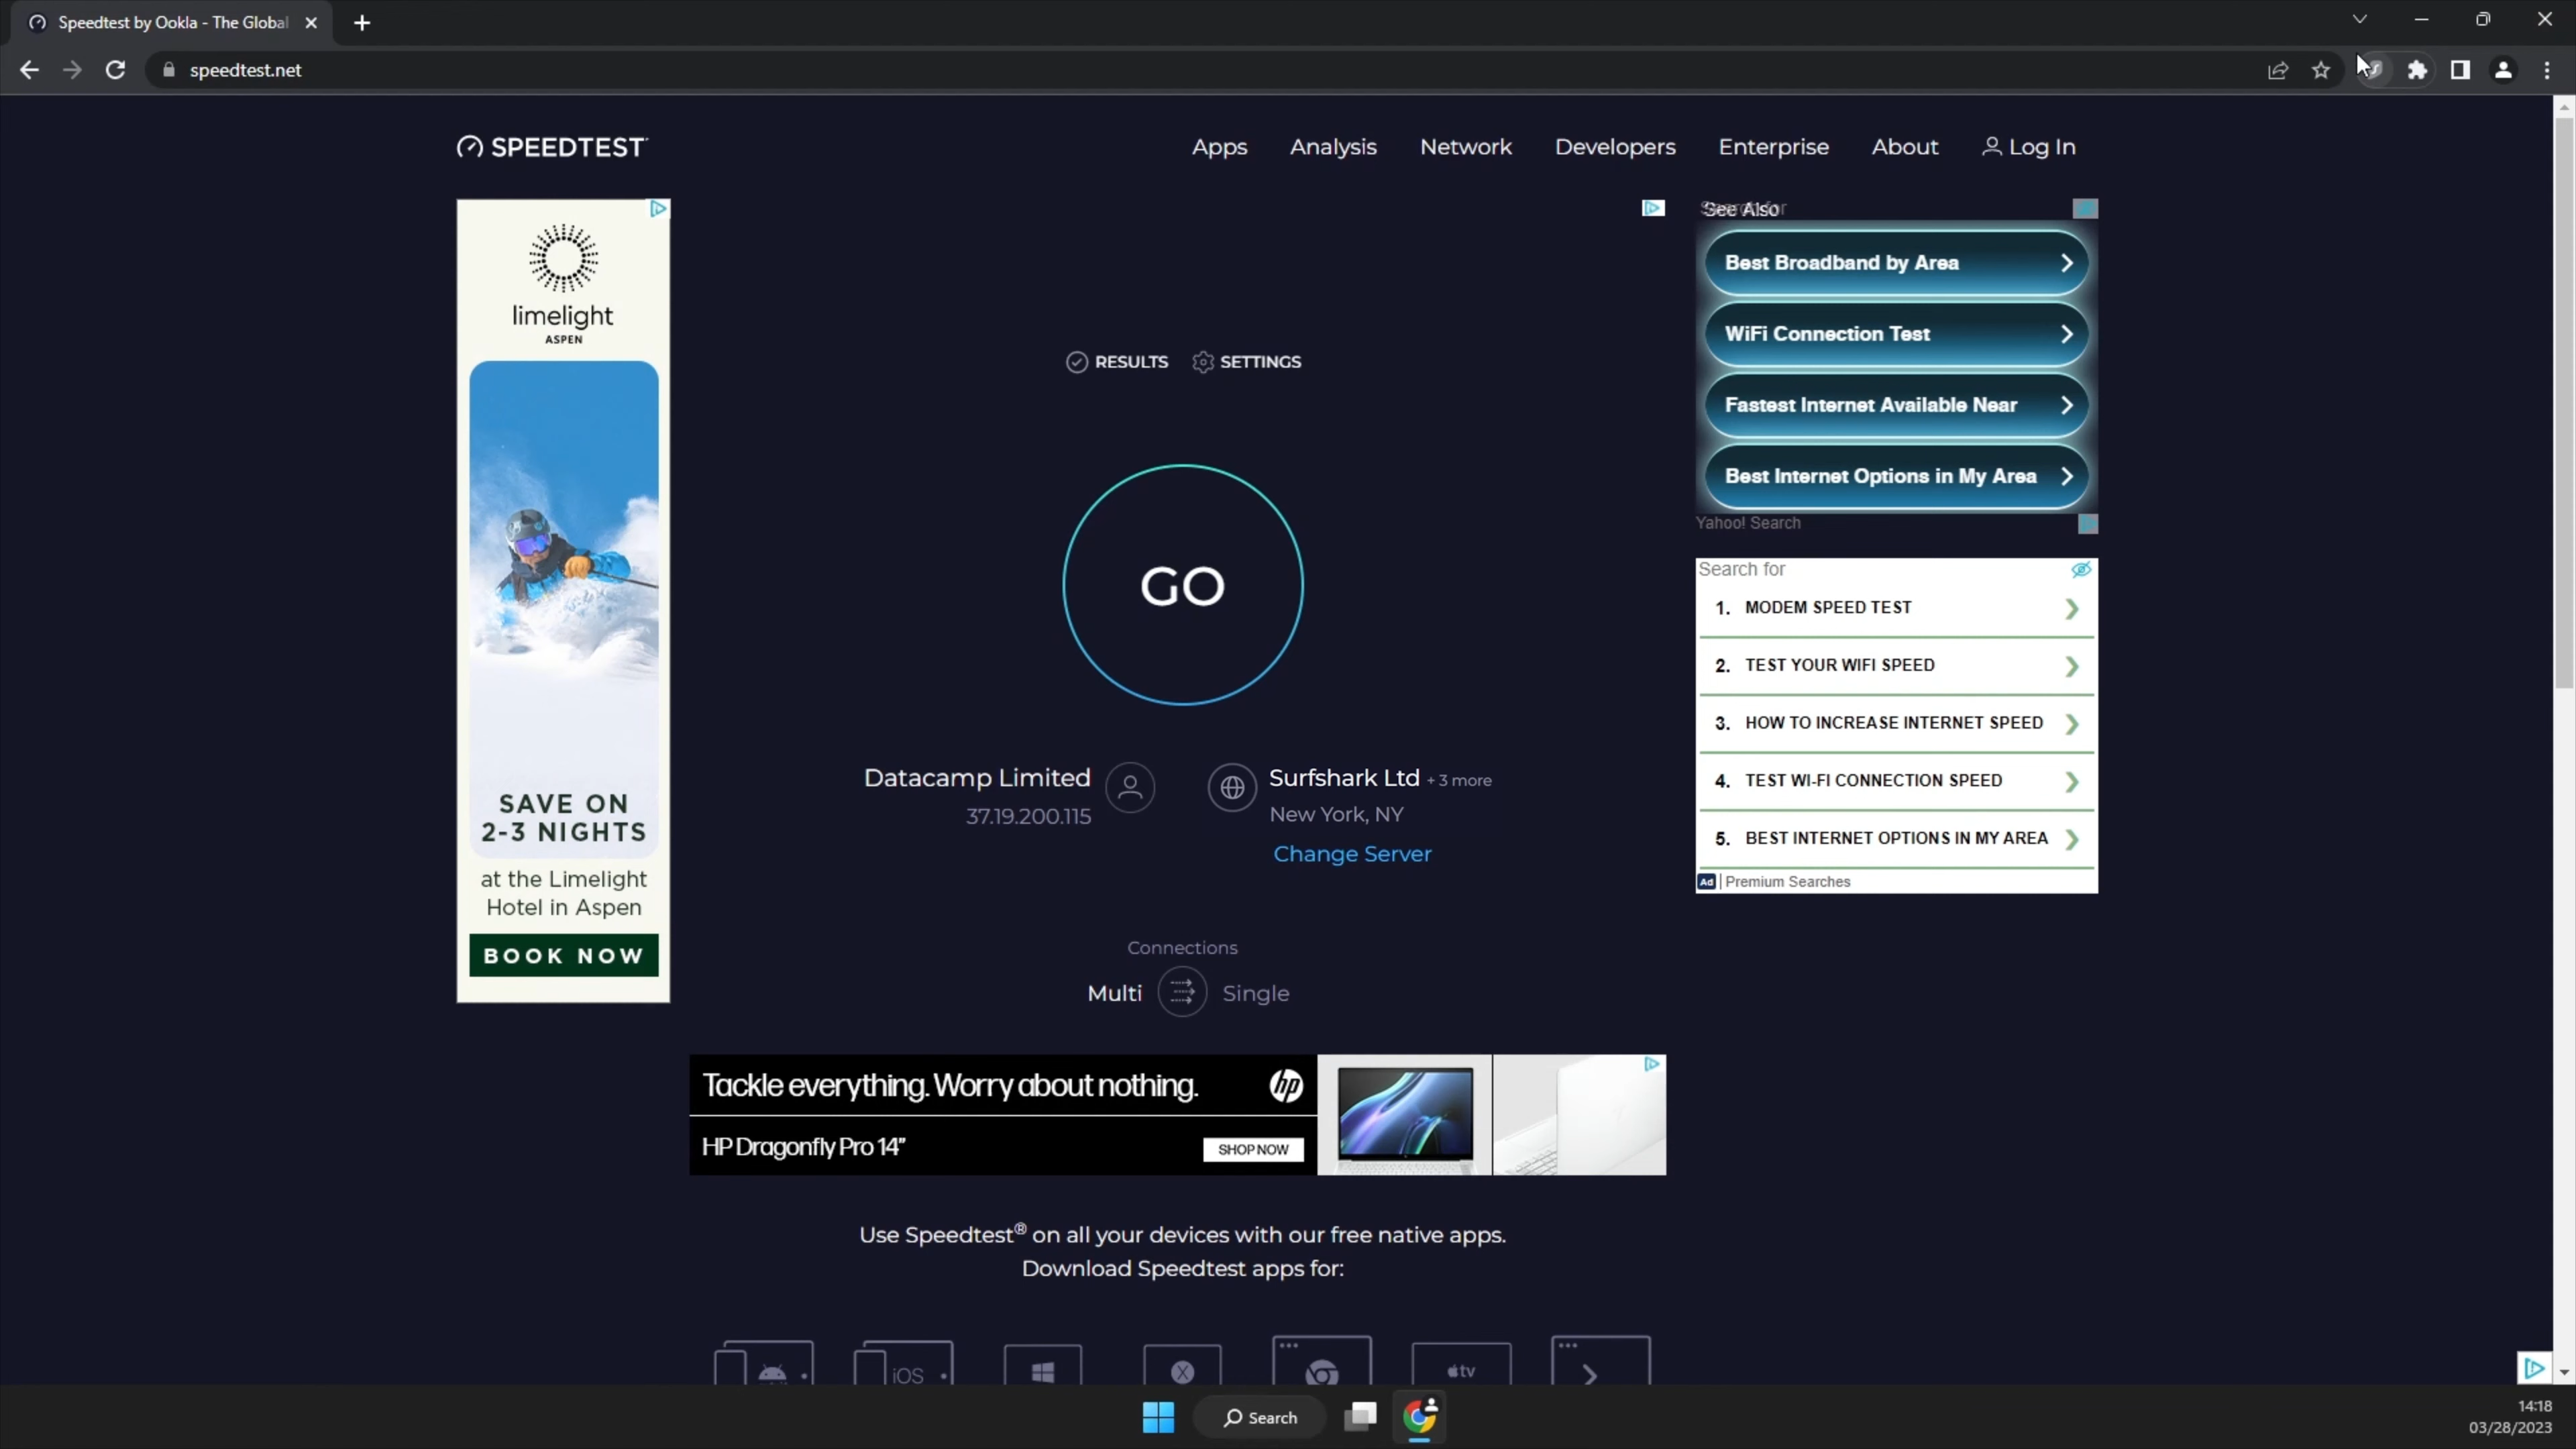 Speedtest by Ookla - The Global
speedtest.net
SPEEDTEST
Apps
Analysis
Network
Developers
Enterprise
About
Log In
limelight
ASPEN
SAVE ON
2-3 NIGHTS
at the Limelight
Hotel in Aspen
BOOK NOW
RESULTS
SETTINGS
GO
Datacamp Limited
37.19.200.115
Surfshark Ltd + 3 more
New York, NY
Change Server
Connections
Multi
Single
See Also
Best Broadband by Area
WiFi Connection Test
Fastest Internet Available Near
Best Internet Options in My Area
Yahoo! Search
Search for
1. MODEM SPEED TEST
2. TEST YOUR WIFI SPEED
3. HOW TO INCREASE INTERNET SPEED
4. TEST WI-FI CONNECTION SPEED
5. BEST INTERNET OPTIONS IN MY AREA
Ad | Premium Searches
Tackle everything. Worry about nothing.
hp
HP Dragonfly Pro 14"
SHOP NOW
Use Speedtest® on all your devices with our free native apps.
Download Speedtest apps for:
iOS
X
tv
Search
14:18
03/28/2023